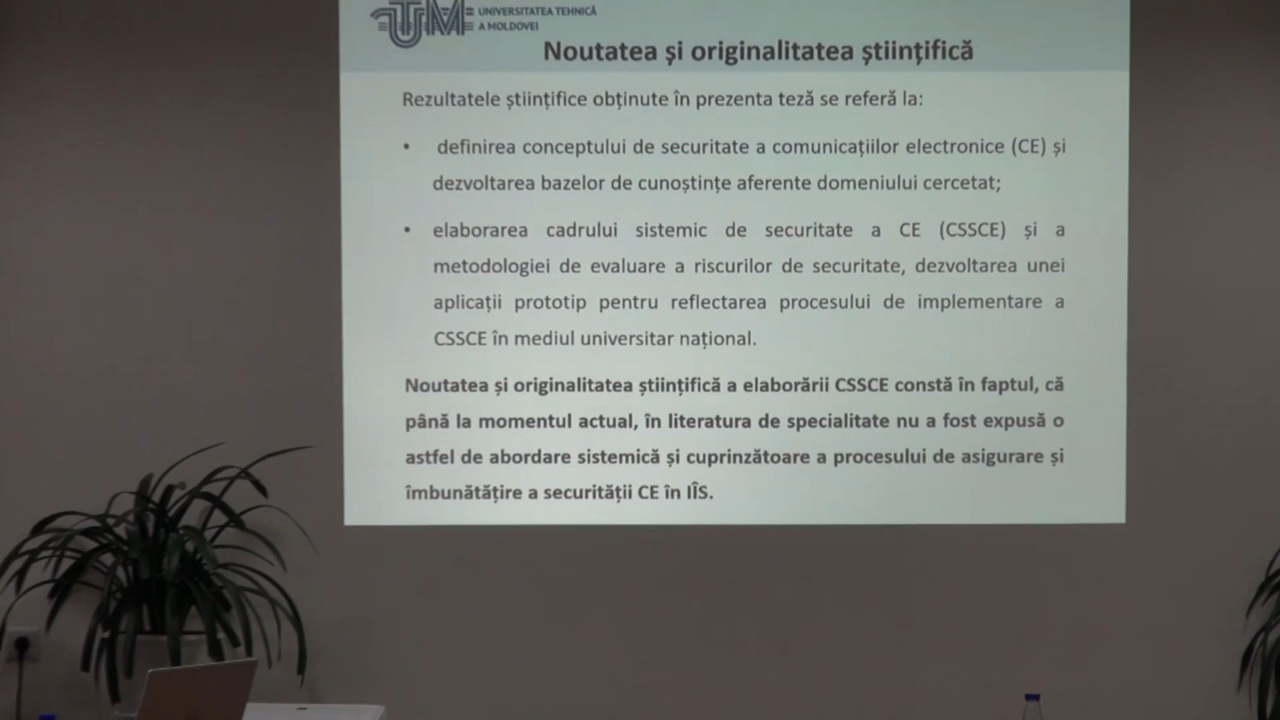 UTM
UNIVERSITATEA TEHNICĂ
A MOLDOVEI
Noutatea și originalitatea științifică
Rezultatele științifice obținute în prezenta teză se referă la:
• definirea conceptului de securitate a comunicațiilor electronice (CE) și
dezvoltarea bazelor de cunoștințe aferente domeniului cercetat;
• elaborarea cadrului sistemic de securitate a CE (CSSCE) și a
metodologiei de evaluare a riscurilor de securitate, dezvoltarea unei
aplicații prototip pentru reflectarea procesului de implementare a
CSSCE în mediul universitar național.
Noutatea și originalitatea științifică a elaborării CSSCE constă în faptul, că
până la momentul actual, în literatura de specialitate nu a fost expusă o
astfel de abordare sistemică și cuprinzătoare a procesului de asigurare și
îmbunătățire a securității CE în IÎS.